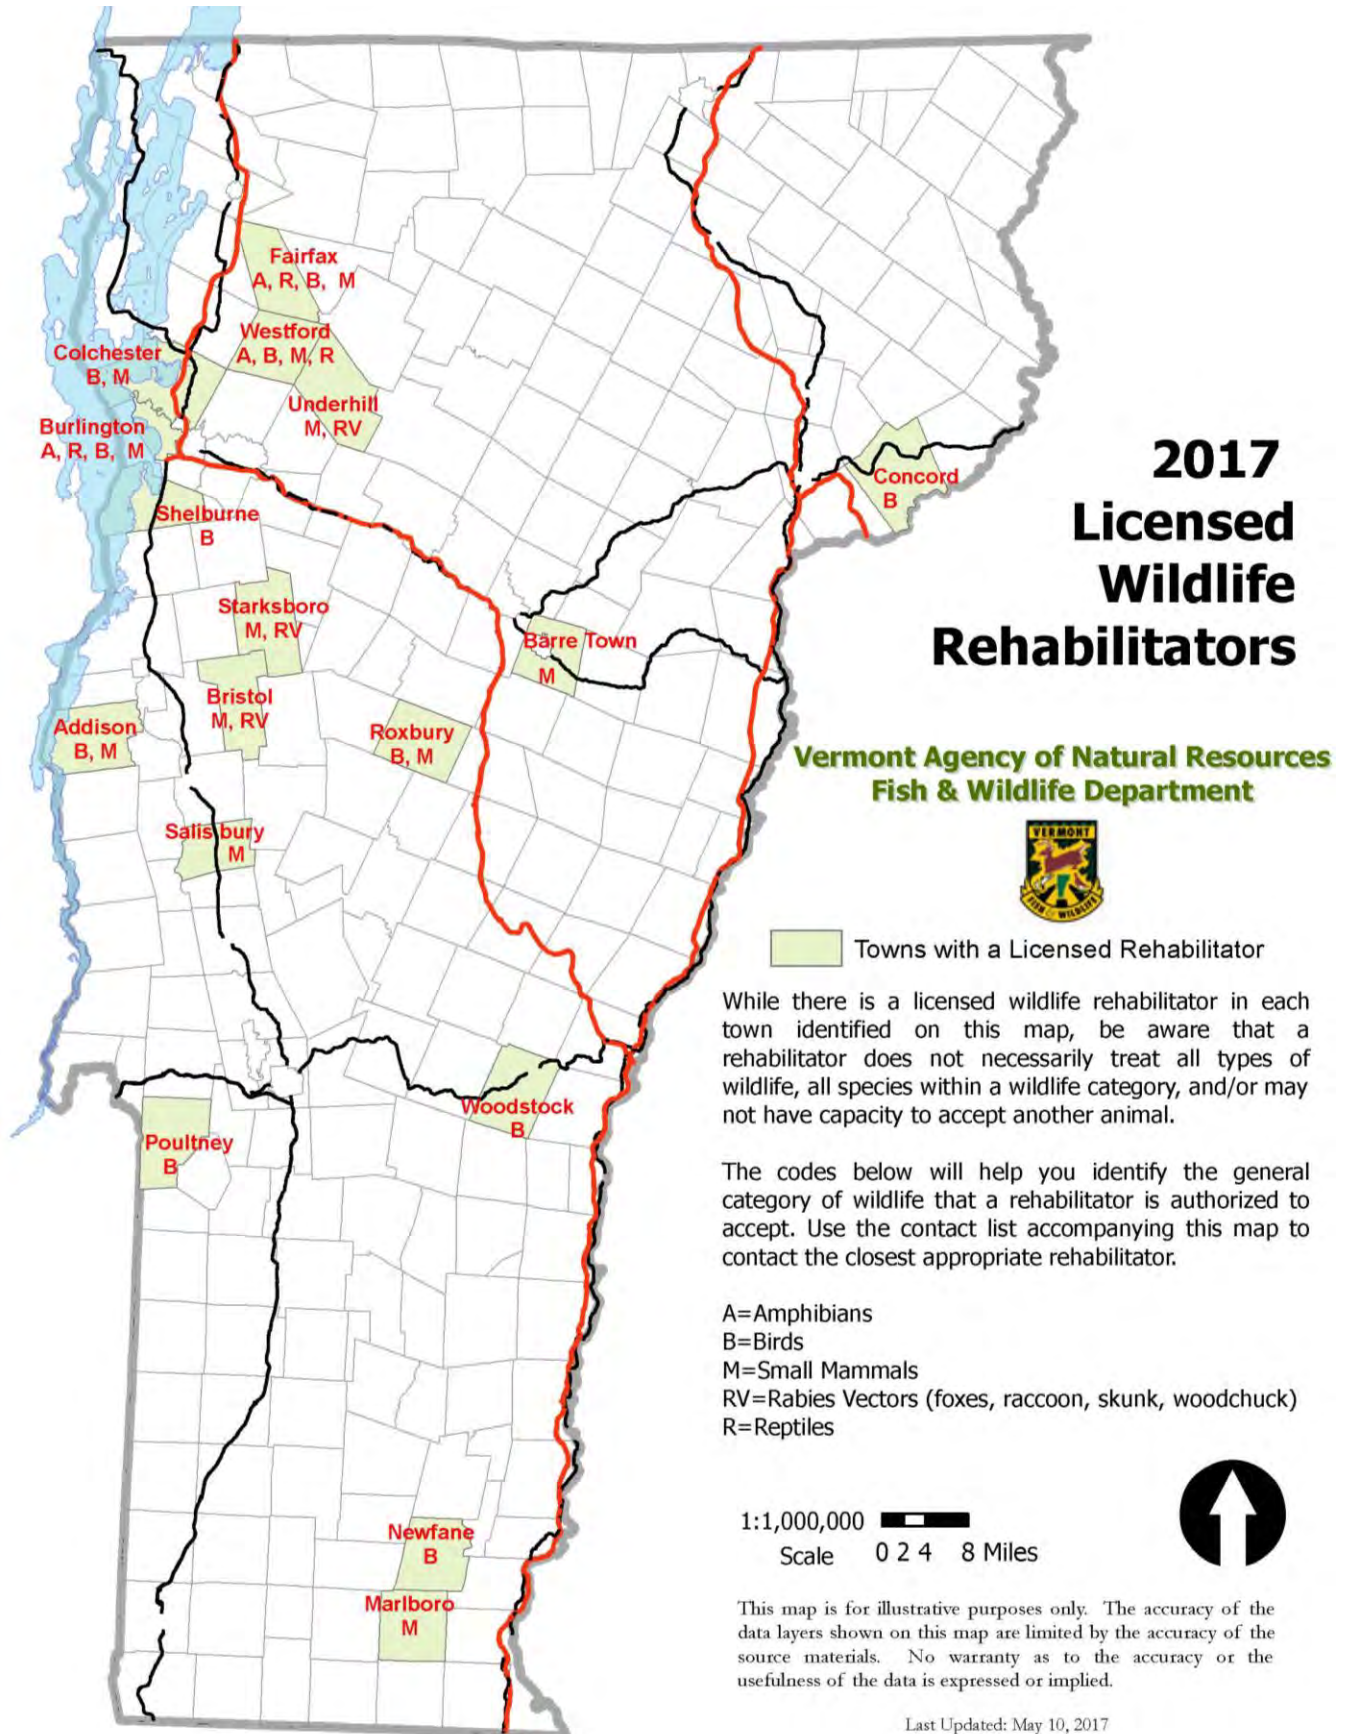 Fairfax
A, R, B, M
Westford
A, B, M, R
Colchester
B, M
Underhill
M, RV
Burlington
A, R, B, M
Concord
B
Shelburne
B
Starksboro
M, RV
Barre Town
M
Bristol
M, RV
Addison
B, M
Roxbury
B, M
Salisbury
M
Woodstock
B
Poultney
B
Newfane
B
Marlboro
M
2017
Licensed
Wildlife
Rehabilitators
Vermont Agency of Natural Resources
Fish & Wildlife Department
VERMONT
FISH & WILDLIFE
Towns with a Licensed Rehabilitator
While there is a licensed wildlife rehabilitator in each
town identified on this map, be aware that a
rehabilitator does not necessarily treat all types of
wildlife, all species within a wildlife category, and/or may
not have capacity to accept another animal.
The codes below will help you identify the general
category of wildlife that a rehabilitator is authorized to
accept. Use the contact list accompanying this map to
contact the closest appropriate rehabilitator.
A=Amphibians
B=Birds
M=Small Mammals
RV=Rabies Vectors (foxes, raccoon, skunk, woodchuck)
R=Reptiles
1:1,000,000
Scale 0 2 4 8 Miles
This map is for illustrative purposes only. The accuracy of the
data layers shown on this map are limited by the accuracy of the
source materials. No warranty as to the accuracy or the
usefulness of the data is expressed or implied.
Last Updated: May 10, 2017